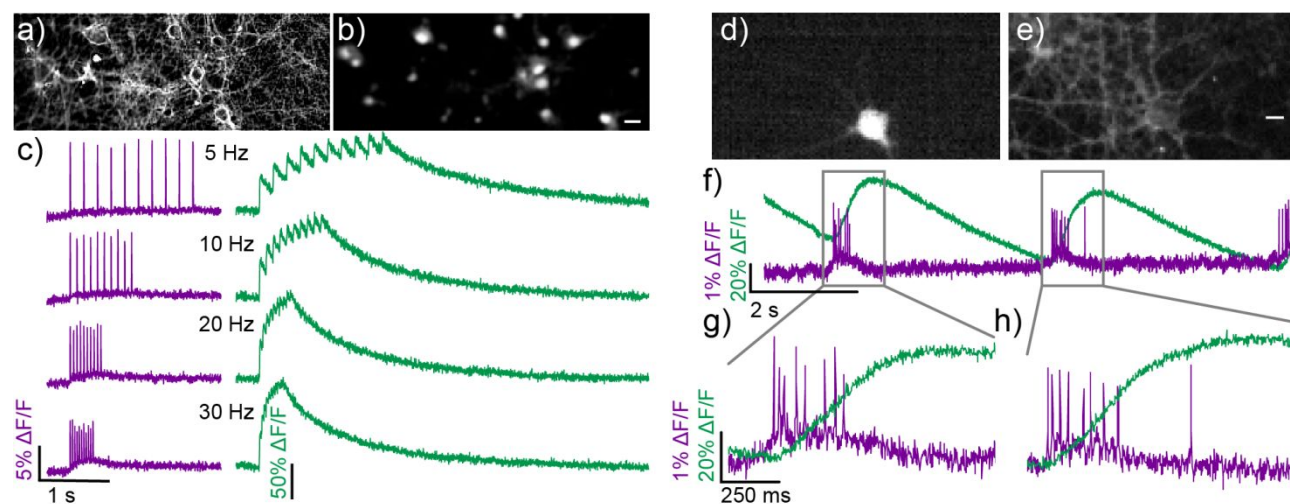 a)
b)
c)
5 Hz
10 Hz
20 Hz
30 Hz
5% ΔF/F
1 s
50% ΔF/F
d)
e)
f)
1% ΔF/F
20% ΔF/F
2 s
g)
h)
1% ΔF/F
20% ΔF/F
250 ms